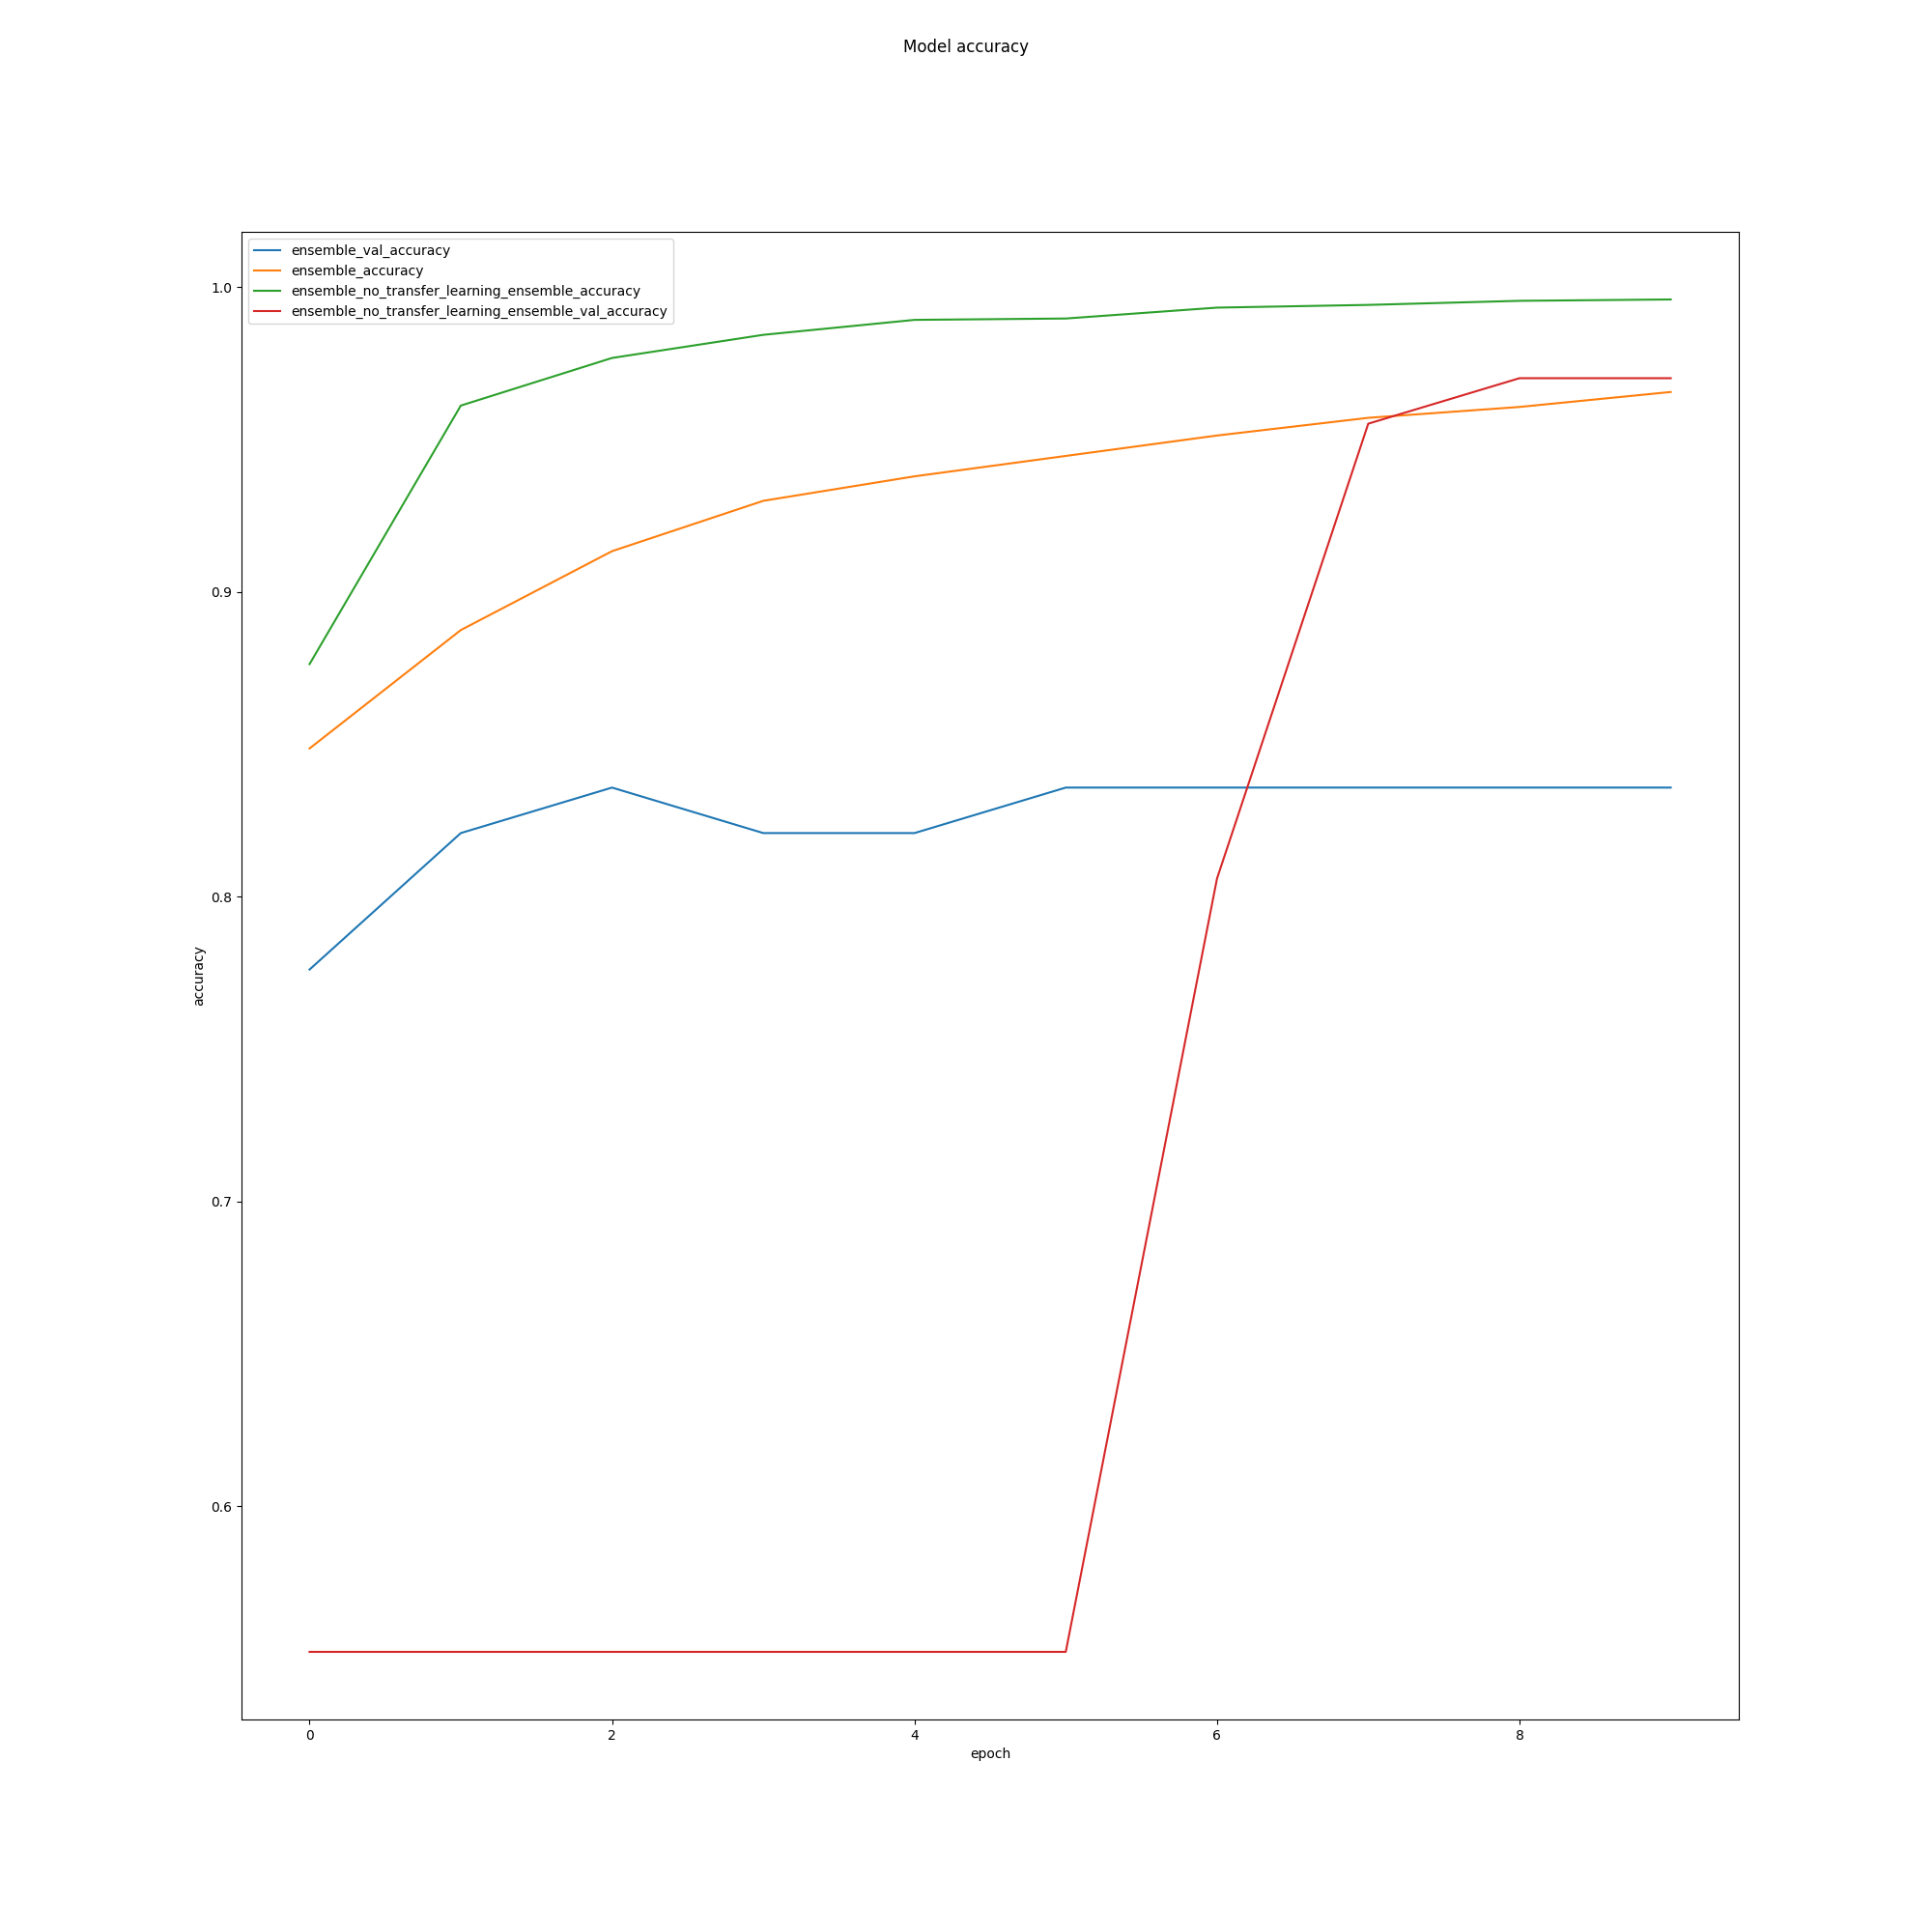 Model accuracy
ensemble_val_accuracy
ensemble_accuracy
ensemble_no_transfer_learning_ensemble_accuracy
ensemble_no_transfer_learning_ensemble_val_accuracy
1.0
0.9
0.8
0.7
0.6
accuracy
0 2 4 6 8
epoch